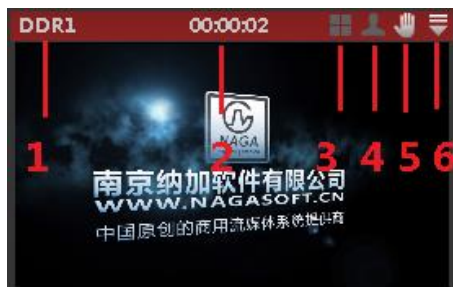 DDR1 00:00:02
1 2 3 4 5 6
NAGA
南京纳加软件有限公司
WWW.NAGASOFT.CN
中国原创的商用流媒体系统提供商